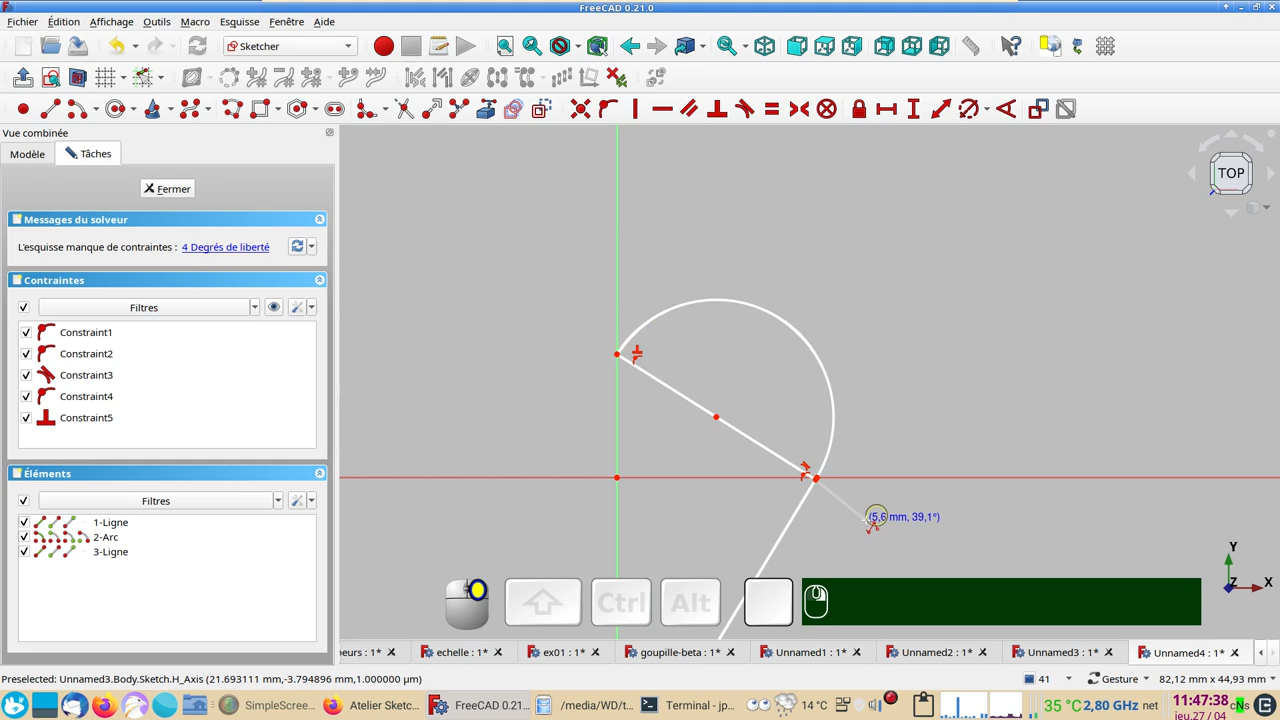 FreeCAD 0.21.0
Fichier Édition Affichage Outils Macro Esquisse Fenêtre Aide
Sketcher
Vue combinée
Modèle Tâches
Fermer
Messages du solveur
L'esquisse manque de contraintes : 4 Degrés de liberté
Contraintes
Filtres
Constraint1
Constraint2
Constraint3
Constraint4
Constraint5
Éléments
Filtres
1-Ligne
2-Arc
3-Ligne
TOP
(5,6 mm, 39,1°)
Y
Z
X
Ctrl Alt
eurs : 1* echelle : 1* ex01 : 1* goupille-beta : 1* Unnamed1 : 1* Unnamed2 : 1* Unnamed3 : 1* Unnamed4 : 1*
Preselected: Unnamed3.Body.Sketch.H_Axis (21.693111 mm,-3.794896 mm,1.000000 µm) 41 Gesture 82,12 mm x 44,93 mm
SimpleScree... Atelier Sketc... FreeCAD 0.21... /media/WD/t... Terminal - jp... 14 °C 35 °C 2,80 GHz net 11:47:38
jeu.27 / 04